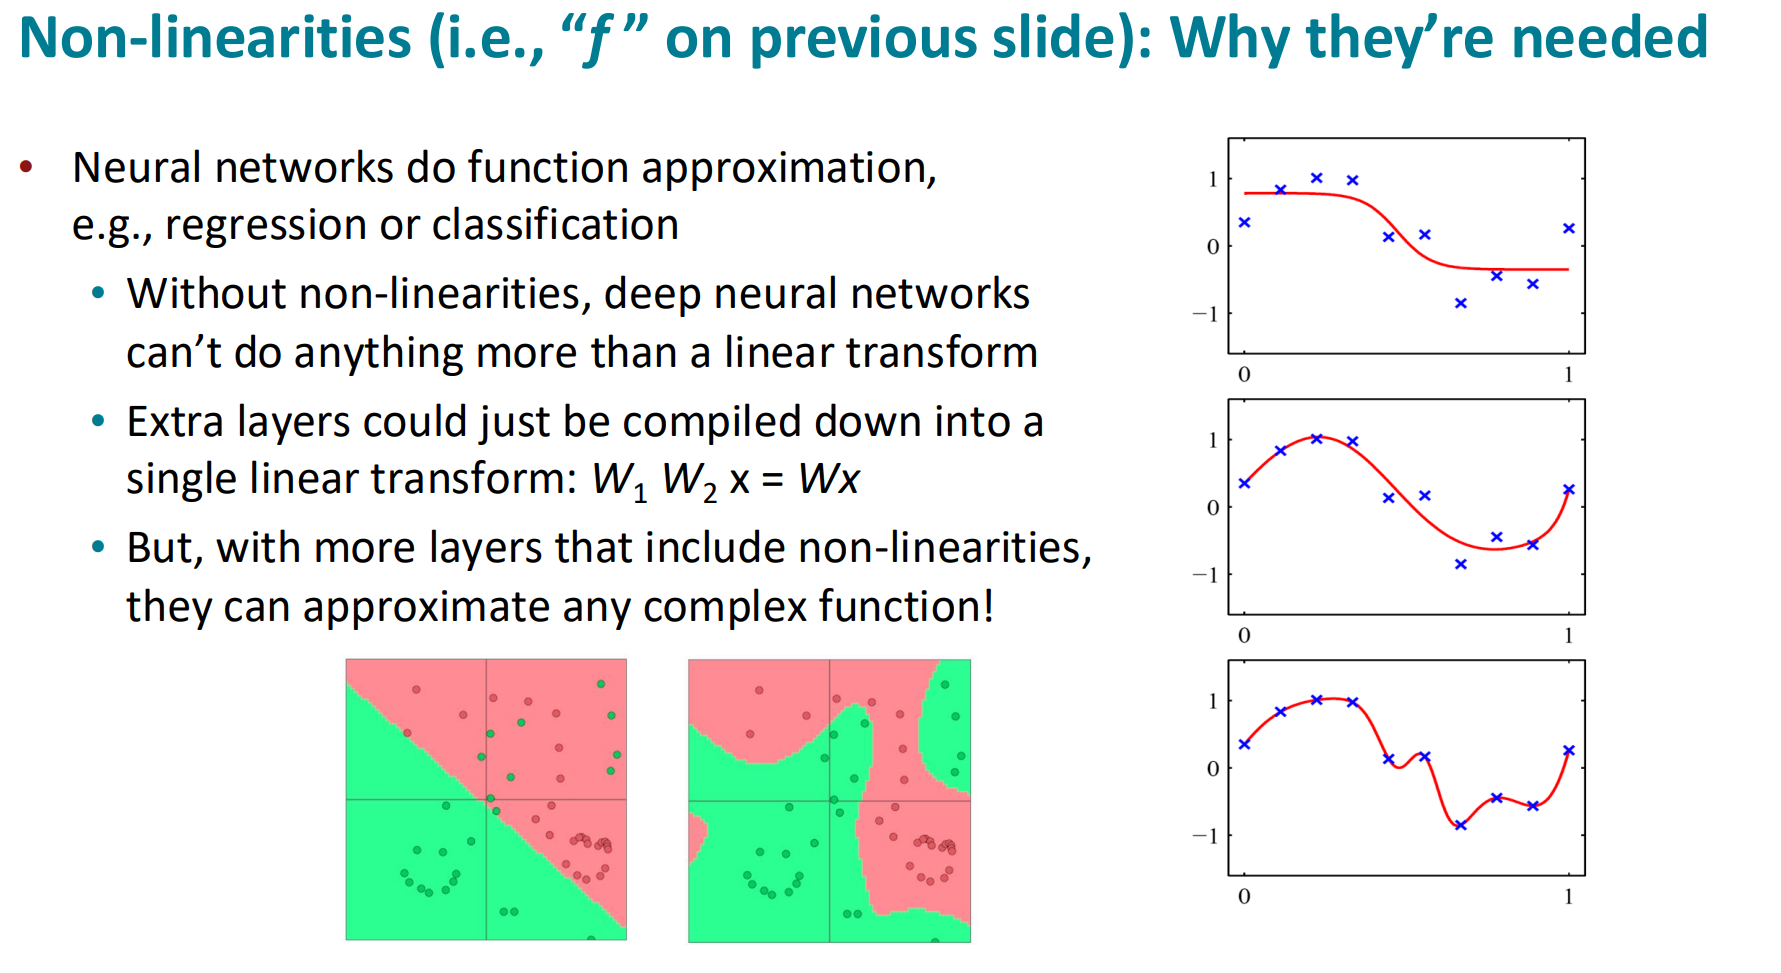 Non-linearities (i.e., “f ” on previous slide): Why they’re needed
• Neural networks do function approximation,
e.g., regression or classification
• Without non-linearities, deep neural networks
can’t do anything more than a linear transform
• Extra layers could just be compiled down into a
single linear transform: W₁ W₂ x = Wx
• But, with more layers that include non-linearities,
they can approximate any complex function!
1
0
−1
0 1
1
0
−1
0 1
1
0
−1
0 1